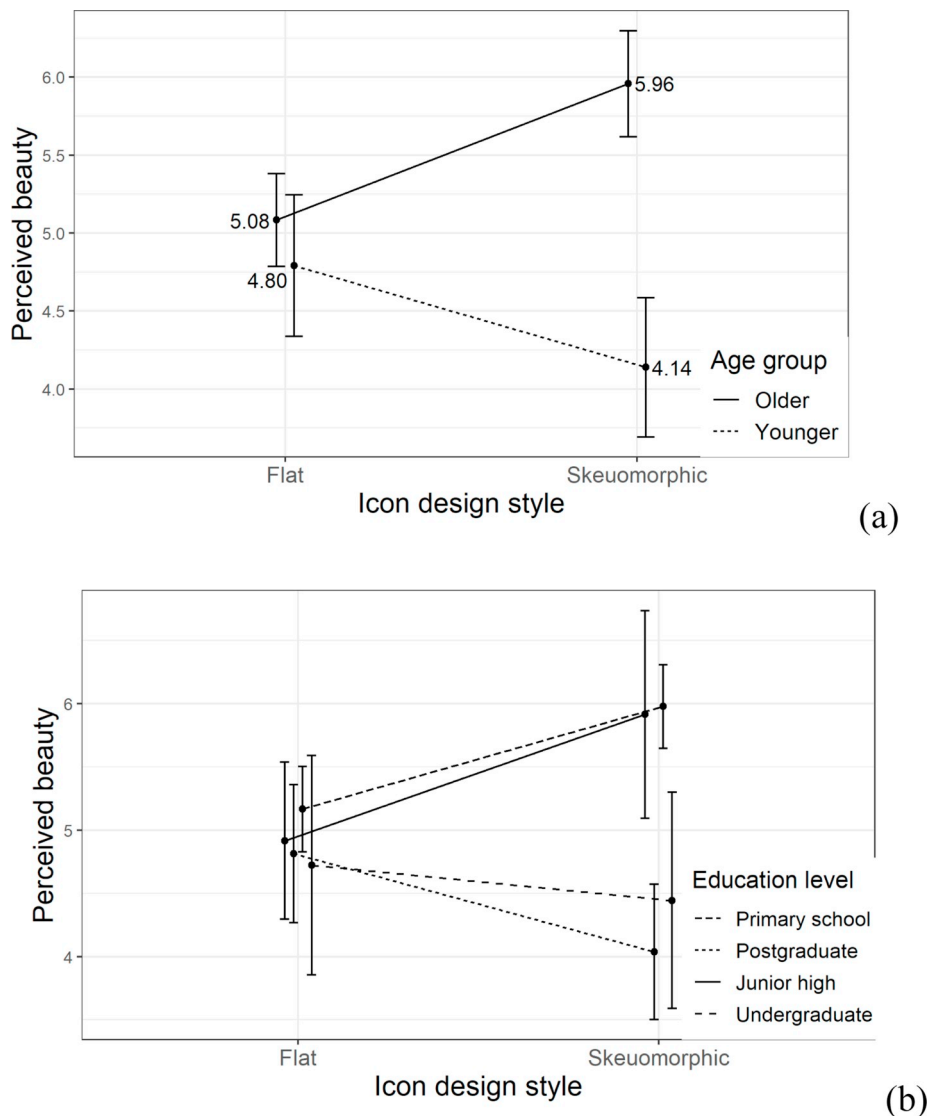 Perceived beauty
6.0
5.5
5.0
4.5
4.0
5.96
5.08
4.80
4.14
Age group
Older
Younger
Flat
Skeuomorphic
Icon design style
(a)
Perceived beauty
6
5
4
Education level
Primary school
Postgraduate
Junior high
Undergraduate
Flat
Skeuomorphic
Icon design style
(b)